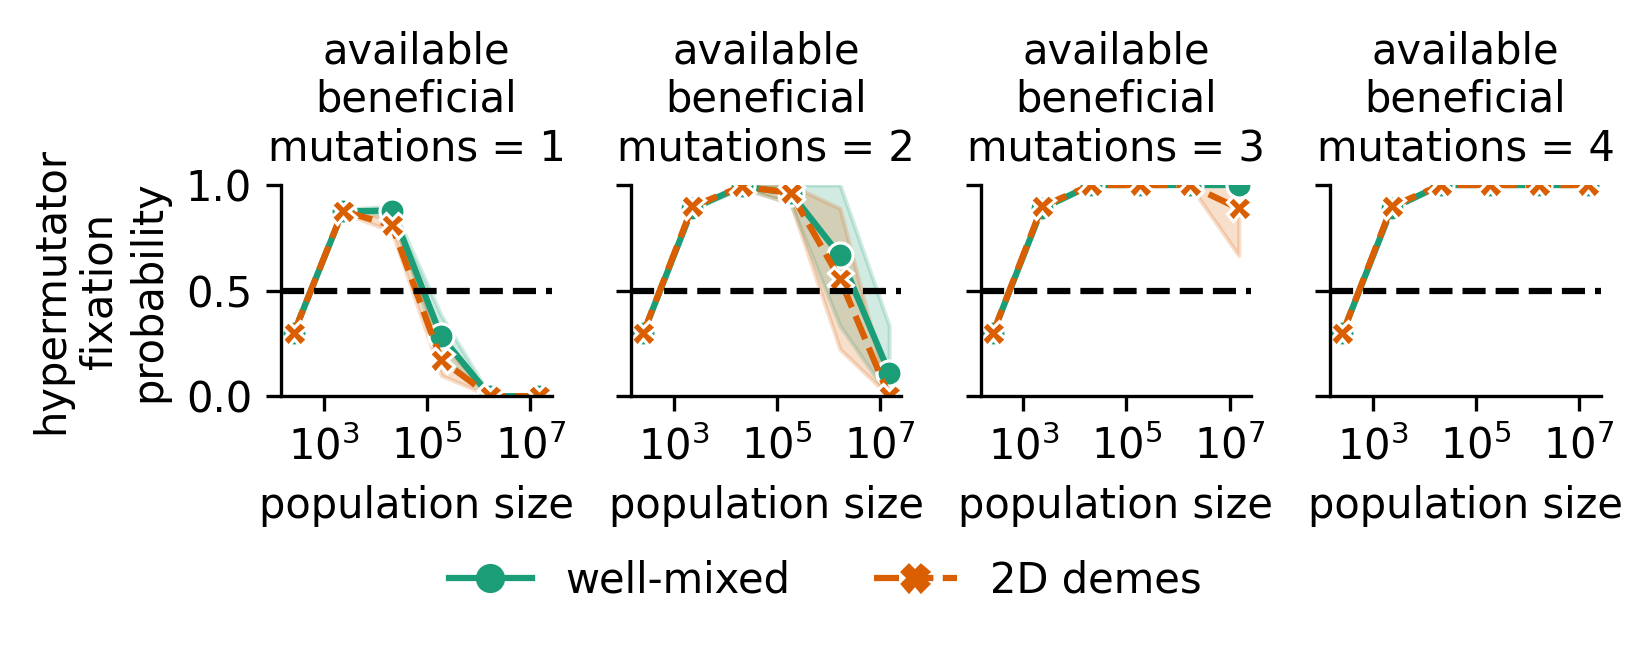 available
beneficial
mutations = 1
available
beneficial
mutations = 2
available
beneficial
mutations = 3
available
beneficial
mutations = 4
hypermutator
fixation
probability
1.0
0.5
0.0
10³ 10⁵ 10⁷
10³ 10⁵ 10⁷
10³ 10⁵ 10⁷
10³ 10⁵ 10⁷
population size
population size
population size
population size
well-mixed
2D demes